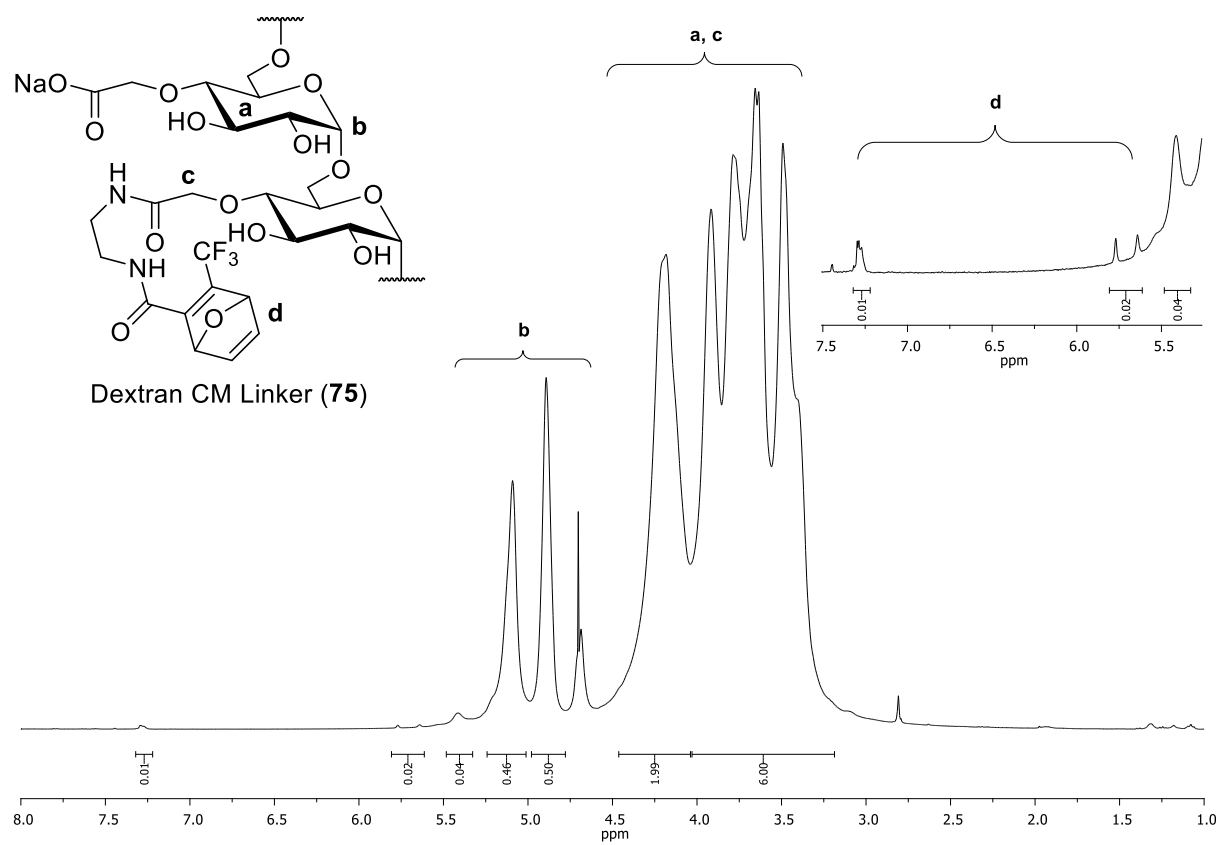 a, c
O
O
NaO
O
O
a
b
HO
OH
O
H
N
c
O
O
O
HO
OH
CF3
NH
O
O
d
Dextran CM Linker (75)
b
d
0.01
0.02
0.04
7.5 7.0 6.5 6.0 5.5
ppm
0.01
0.02
0.04
0.46
0.50
1.99
6.00
8.0 7.5 7.0 6.5 6.0 5.5 5.0 4.5 4.0 3.5 3.0 2.5 2.0 1.5 1.0
ppm